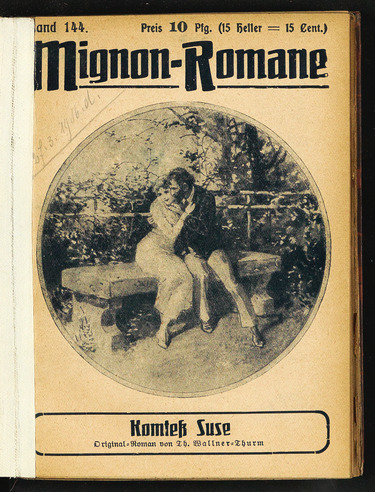 and 144. Preis 10 Pfg. (15 Heller = 15 Cent.)
Mignon-Romane
Komteß Suse
Original-Roman von Th. Wallner-Thurm